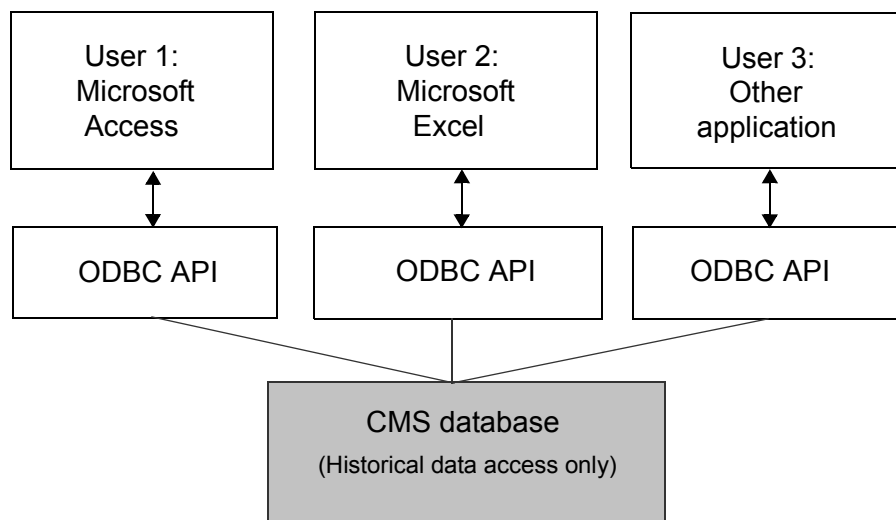 User 1:
Microsoft
Access
User 2:
Microsoft
Excel
User 3:
Other
application
ODBC API
ODBC API
ODBC API
CMS database
(Historical data access only)